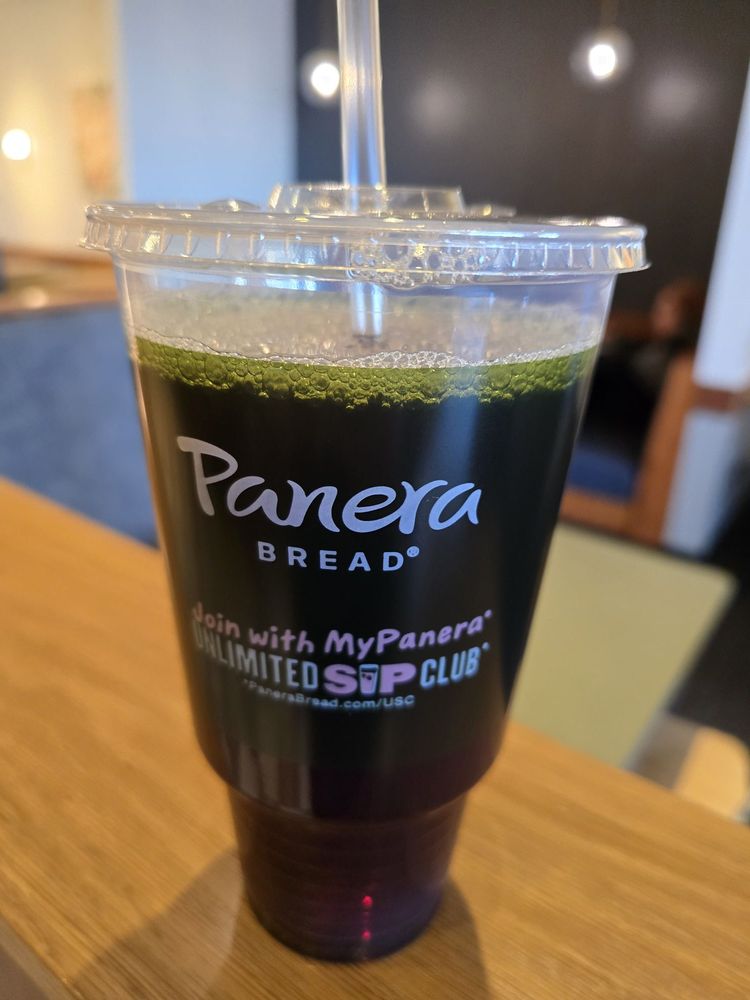 Panera
BREAD®
Join with MyPanera*
UNLIMITED SIP CLUB*
*PaneraBread.com/USC